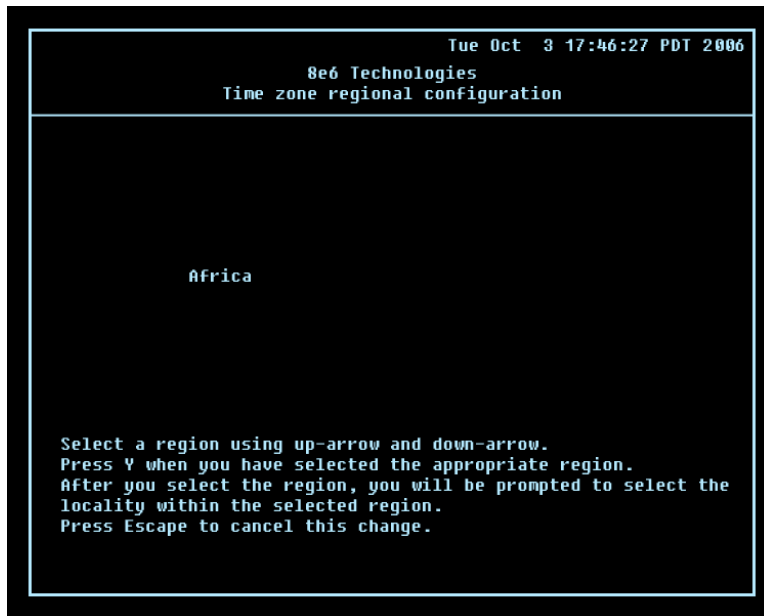 Tue Oct  3 17:46:27 PDT 2006
8e6 Technologies
Time zone regional configuration
Africa
Select a region using up-arrow and down-arrow.
Press Y when you have selected the appropriate region.
After you select the region, you will be prompted to select the
locality within the selected region.
Press Escape to cancel this change.